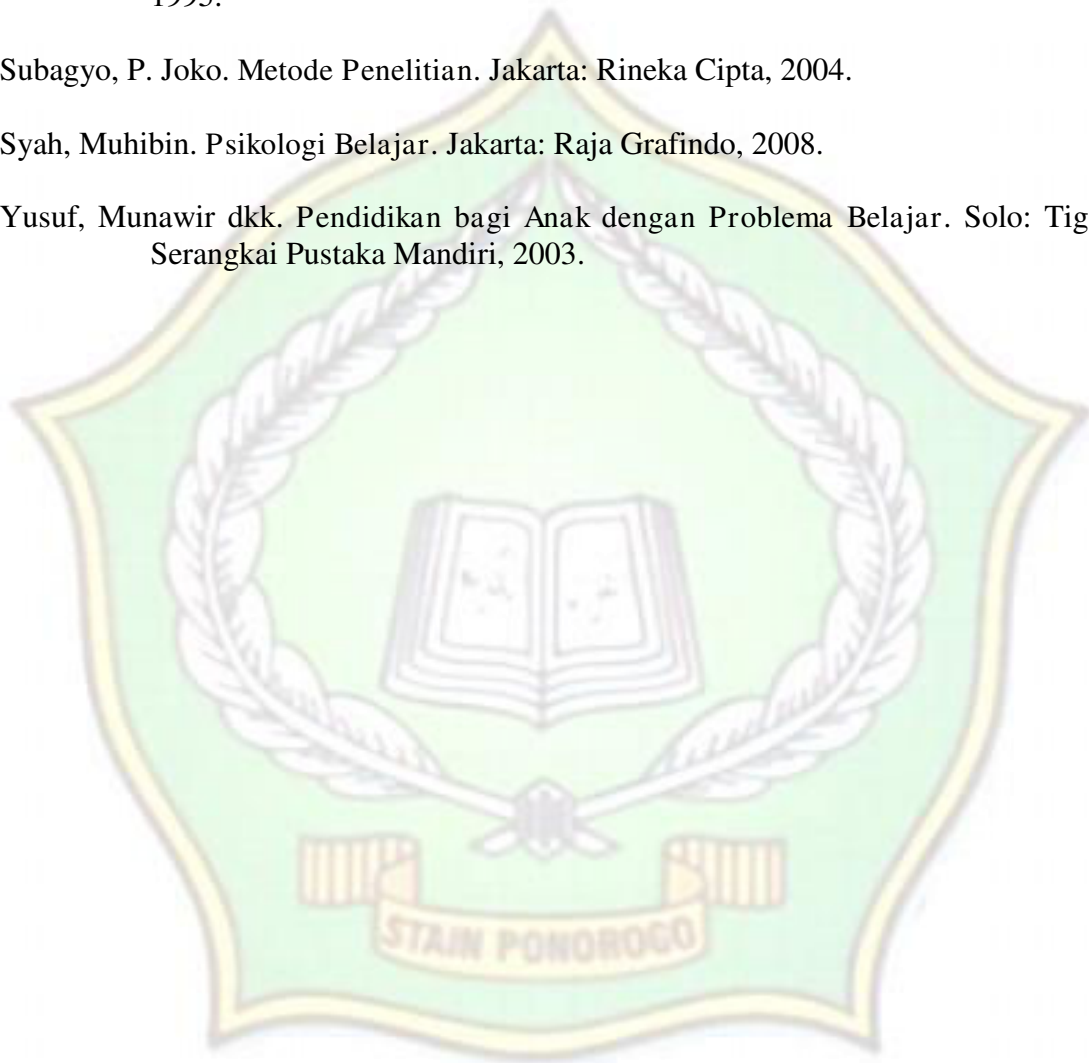 1995.
Subagyo, P. Joko. Metode Penelitian. Jakarta: Rineka Cipta, 2004.
Syah, Muhibin. Psikologi Belajar. Jakarta: Raja Grafindo, 2008.
Yusuf, Munawir dkk. Pendidikan bagi Anak dengan Problema Belajar. Solo: Tig
Serangkai Pustaka Mandiri, 2003.
STAIN PONOROGO